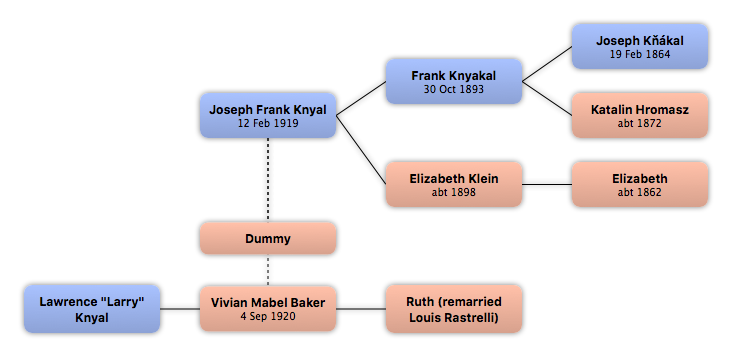 Joseph Kňákal
19 Feb 1864
Frank Knyakal
30 Oct 1893
Joseph Frank Knyal
12 Feb 1919
Katalin Hromasz
abt 1872
Elizabeth Klein
abt 1898
Elizabeth
abt 1862
Dummy
Lawrence "Larry"
Knyal
Vivian Mabel Baker
4 Sep 1920
Ruth (remarried
Louis Rastrelli)